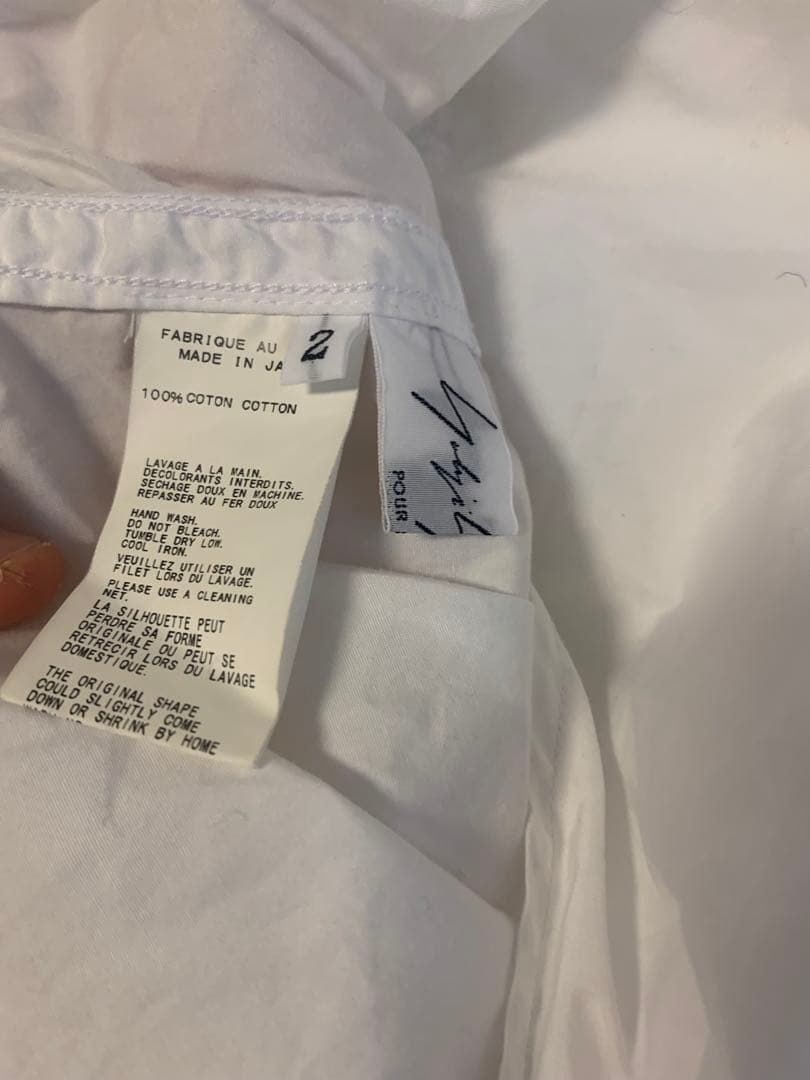 FABRIQUE AU
MADE IN JA
2
100% COTON COTTON
LAVAGE A LA MAIN.
DECOLORANTS INTERDITS.
SECHAGE DOUX EN MACHINE.
REPASSER AU FER DOUX
HAND WASH.
DO NOT BLEACH.
TUMBLE DRY LOW.
COOL IRON.
VEUILLEZ UTILISER UN
FILET LORS DU LAVAGE.
PLEASE USE A CLEANING
NET.
LA SILHOUETTE PEUT
PERDRE SA FORME
ORIGINALE OU PEUT SE
RETRECIR LORS DU LAVAGE
DOMESTIQUE.
THE ORIGINAL SHAPE
COULD SLIGHTLY COME
DOWN OR SHRINK BY HOME
POUR